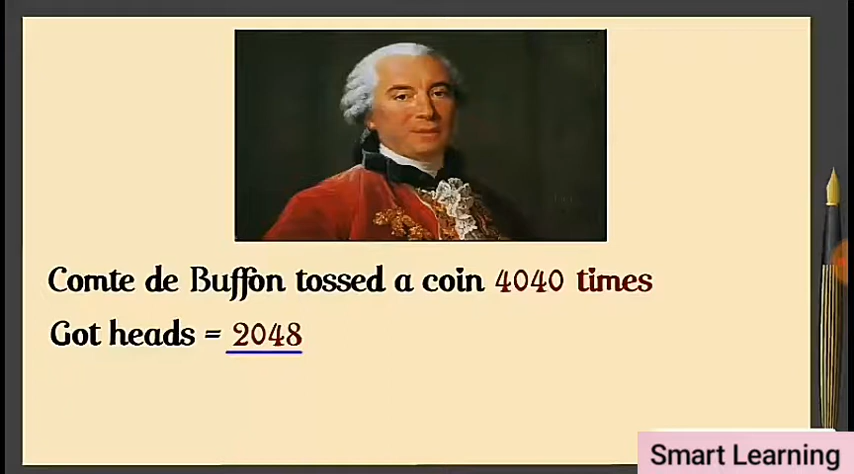 Comte de Buffon tossed a coin 4040 times
Got heads = 2048
Smart Learning